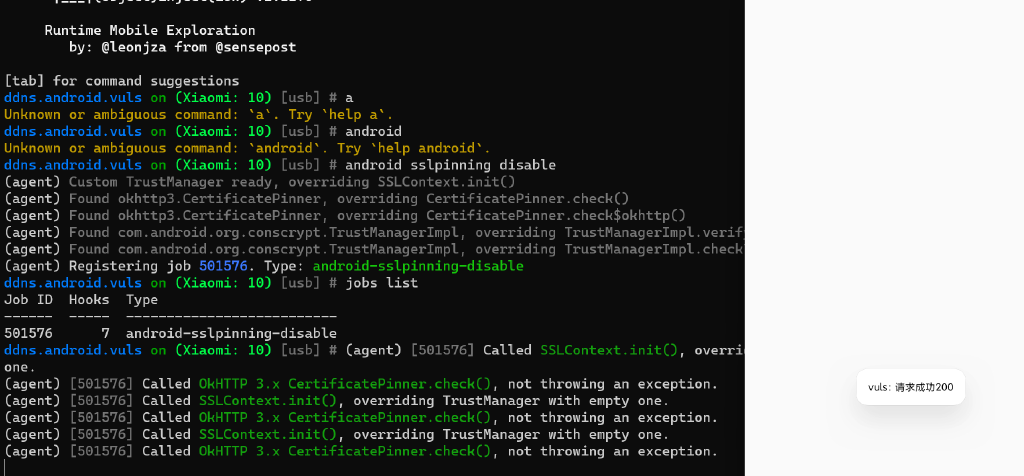 Runtime Mobile Exploration
by: @leonjza from @sensepost
[tab] for command suggestions
ddns.android.vuls on (Xiaomi: 10) [usb] # a
Unknown or ambiguous command: `a`. Try `help a`.
ddns.android.vuls on (Xiaomi: 10) [usb] # android
Unknown or ambiguous command: `android`. Try `help android`.
ddns.android.vuls on (Xiaomi: 10) [usb] # android sslpinning disable
(agent) Custom TrustManager ready, overriding SSLContext.init()
(agent) Found okhttp3.CertificatePinner, overriding CertificatePinner.check()
(agent) Found okhttp3.CertificatePinner, overriding CertificatePinner.check$okhttp()
(agent) Found com.android.org.conscrypt.TrustManagerImpl, overriding TrustManagerImpl.verif
(agent) Found com.android.org.conscrypt.TrustManagerImpl, overriding TrustManagerImpl.check
(agent) Registering job 501576. Type: android-sslpinning-disable
ddns.android.vuls on (Xiaomi: 10) [usb] # jobs list
Job ID  Hooks  Type
------  -----  --------------------------
501576      7  android-sslpinning-disable
ddns.android.vuls on (Xiaomi: 10) [usb] # (agent) [501576] Called SSLContext.init(), overri
one.
(agent) [501576] Called OkHTTP 3.x CertificatePinner.check(), not throwing an exception.
(agent) [501576] Called SSLContext.init(), overriding TrustManager with empty one.
(agent) [501576] Called OkHTTP 3.x CertificatePinner.check(), not throwing an exception.
(agent) [501576] Called SSLContext.init(), overriding TrustManager with empty one.
(agent) [501576] Called OkHTTP 3.x CertificatePinner.check(), not throwing an exception.
vuls: 请求成功200